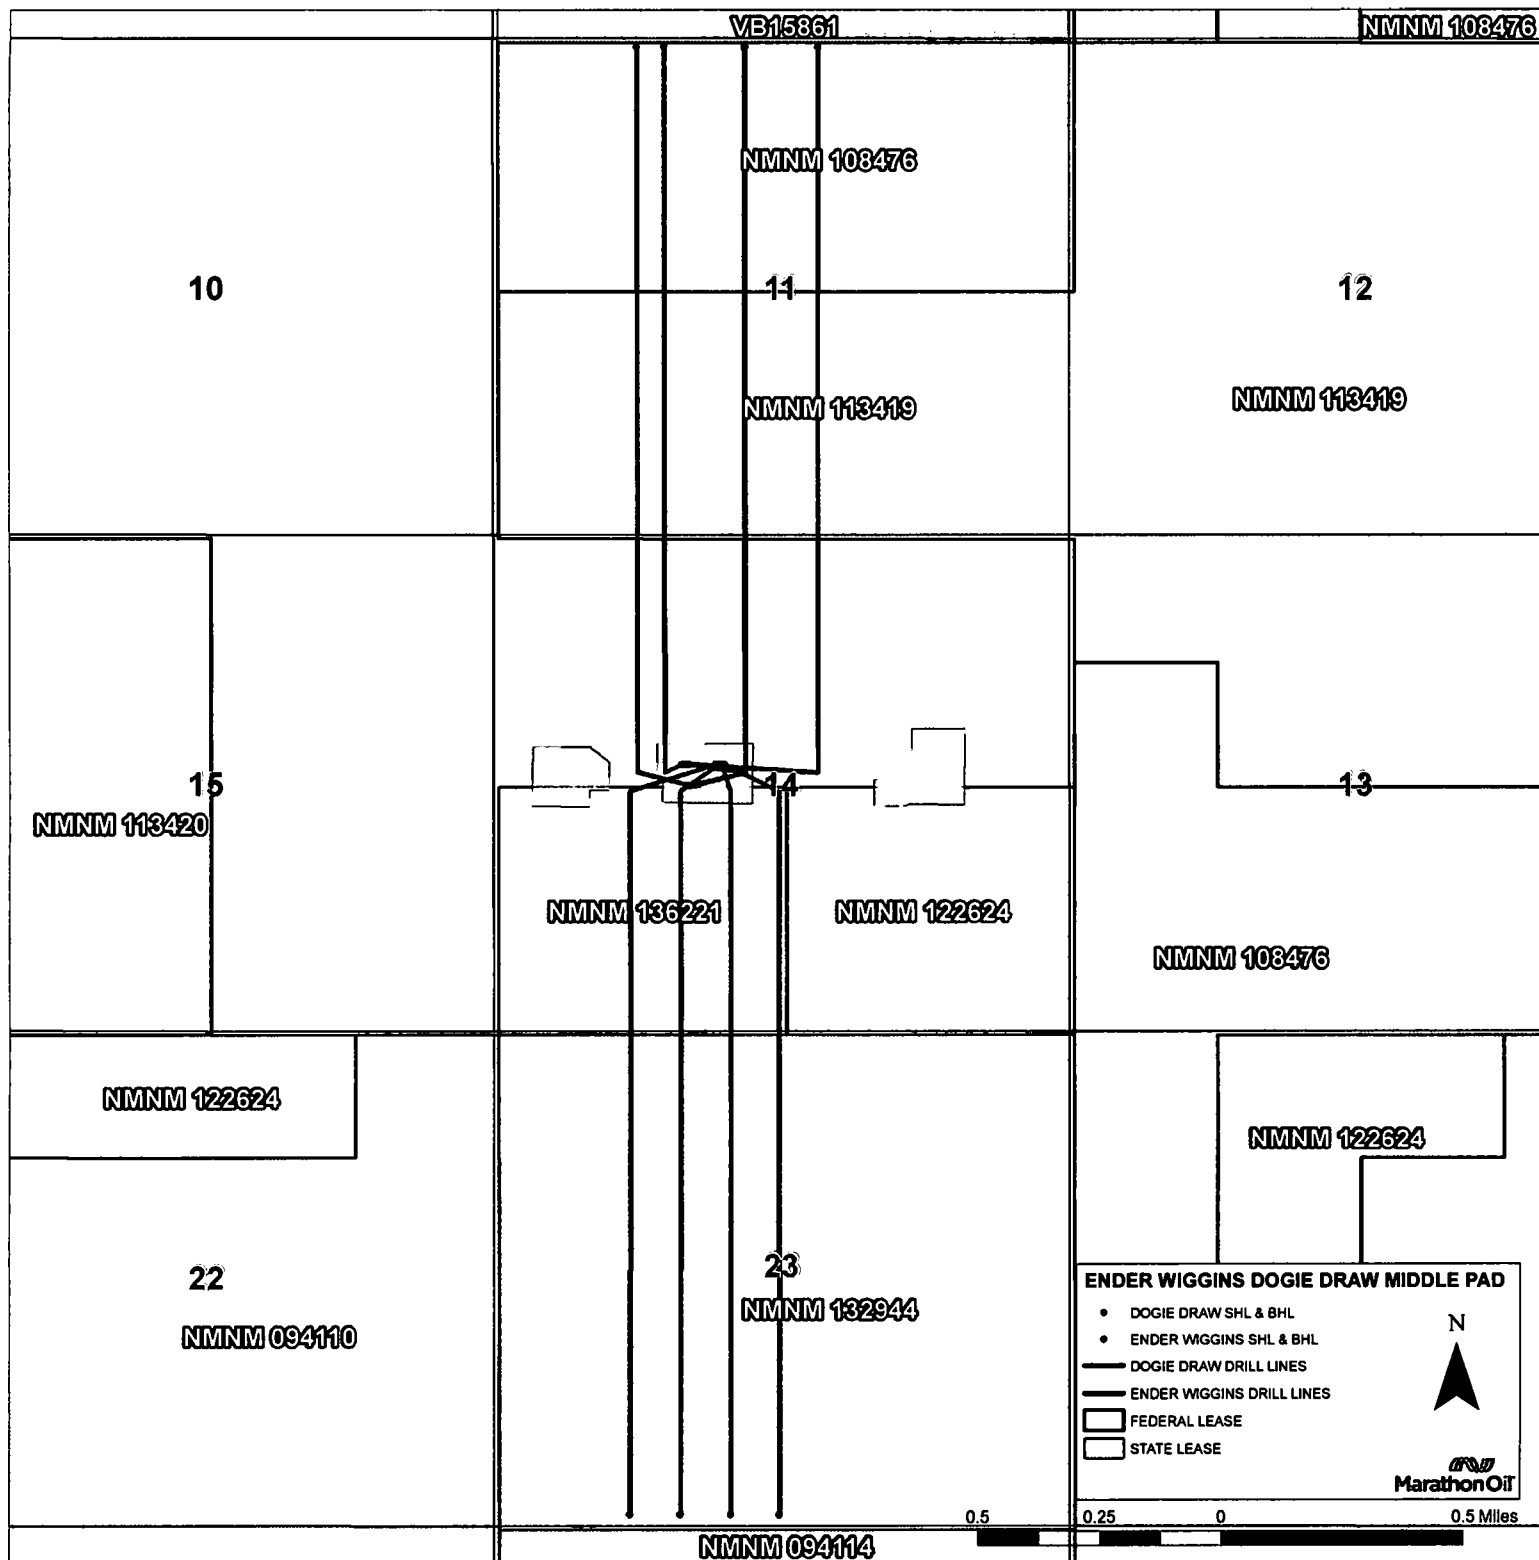 VB15861
NMNM 108476
NMNM 108476
10
11
12
NMNM 113419
NMNM 113419
15
14
13
NMNM 113420
NMNM 136221
NMNM 122624
NMNM 108476
NMNM 122624
NMNM 122624
22
23
NMNM 132944
NMNM 094110
ENDER WIGGINS DOGIE DRAW MIDDLE PAD
DOGIE DRAW SHL & BHL
ENDER WIGGINS SHL & BHL
DOGIE DRAW DRILL LINES
ENDER WIGGINS DRILL LINES
FEDERAL LEASE
STATE LEASE
N
MarathonOil
0.5 0.25 0 0.5 Miles
NMNM 094114